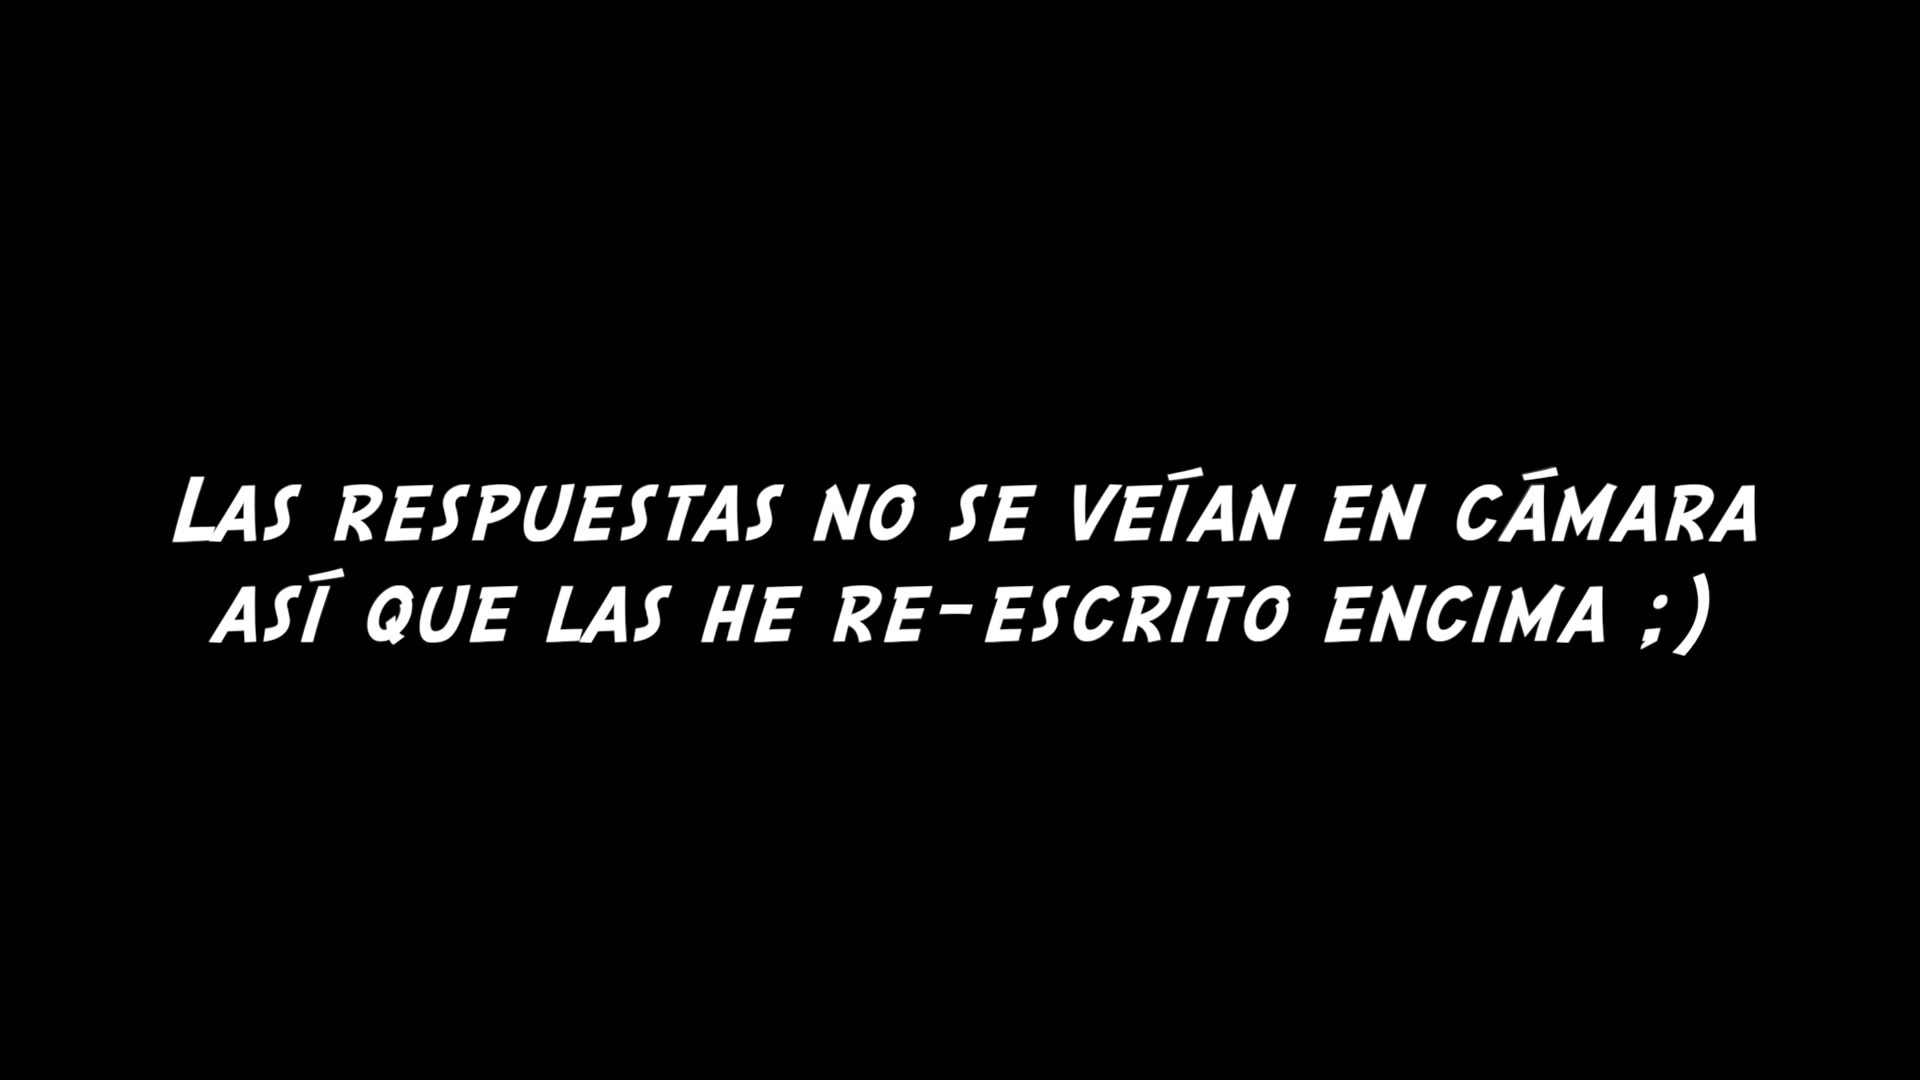 Las respuestas no se veían en cámara
así que las he re-escrito encima ;)